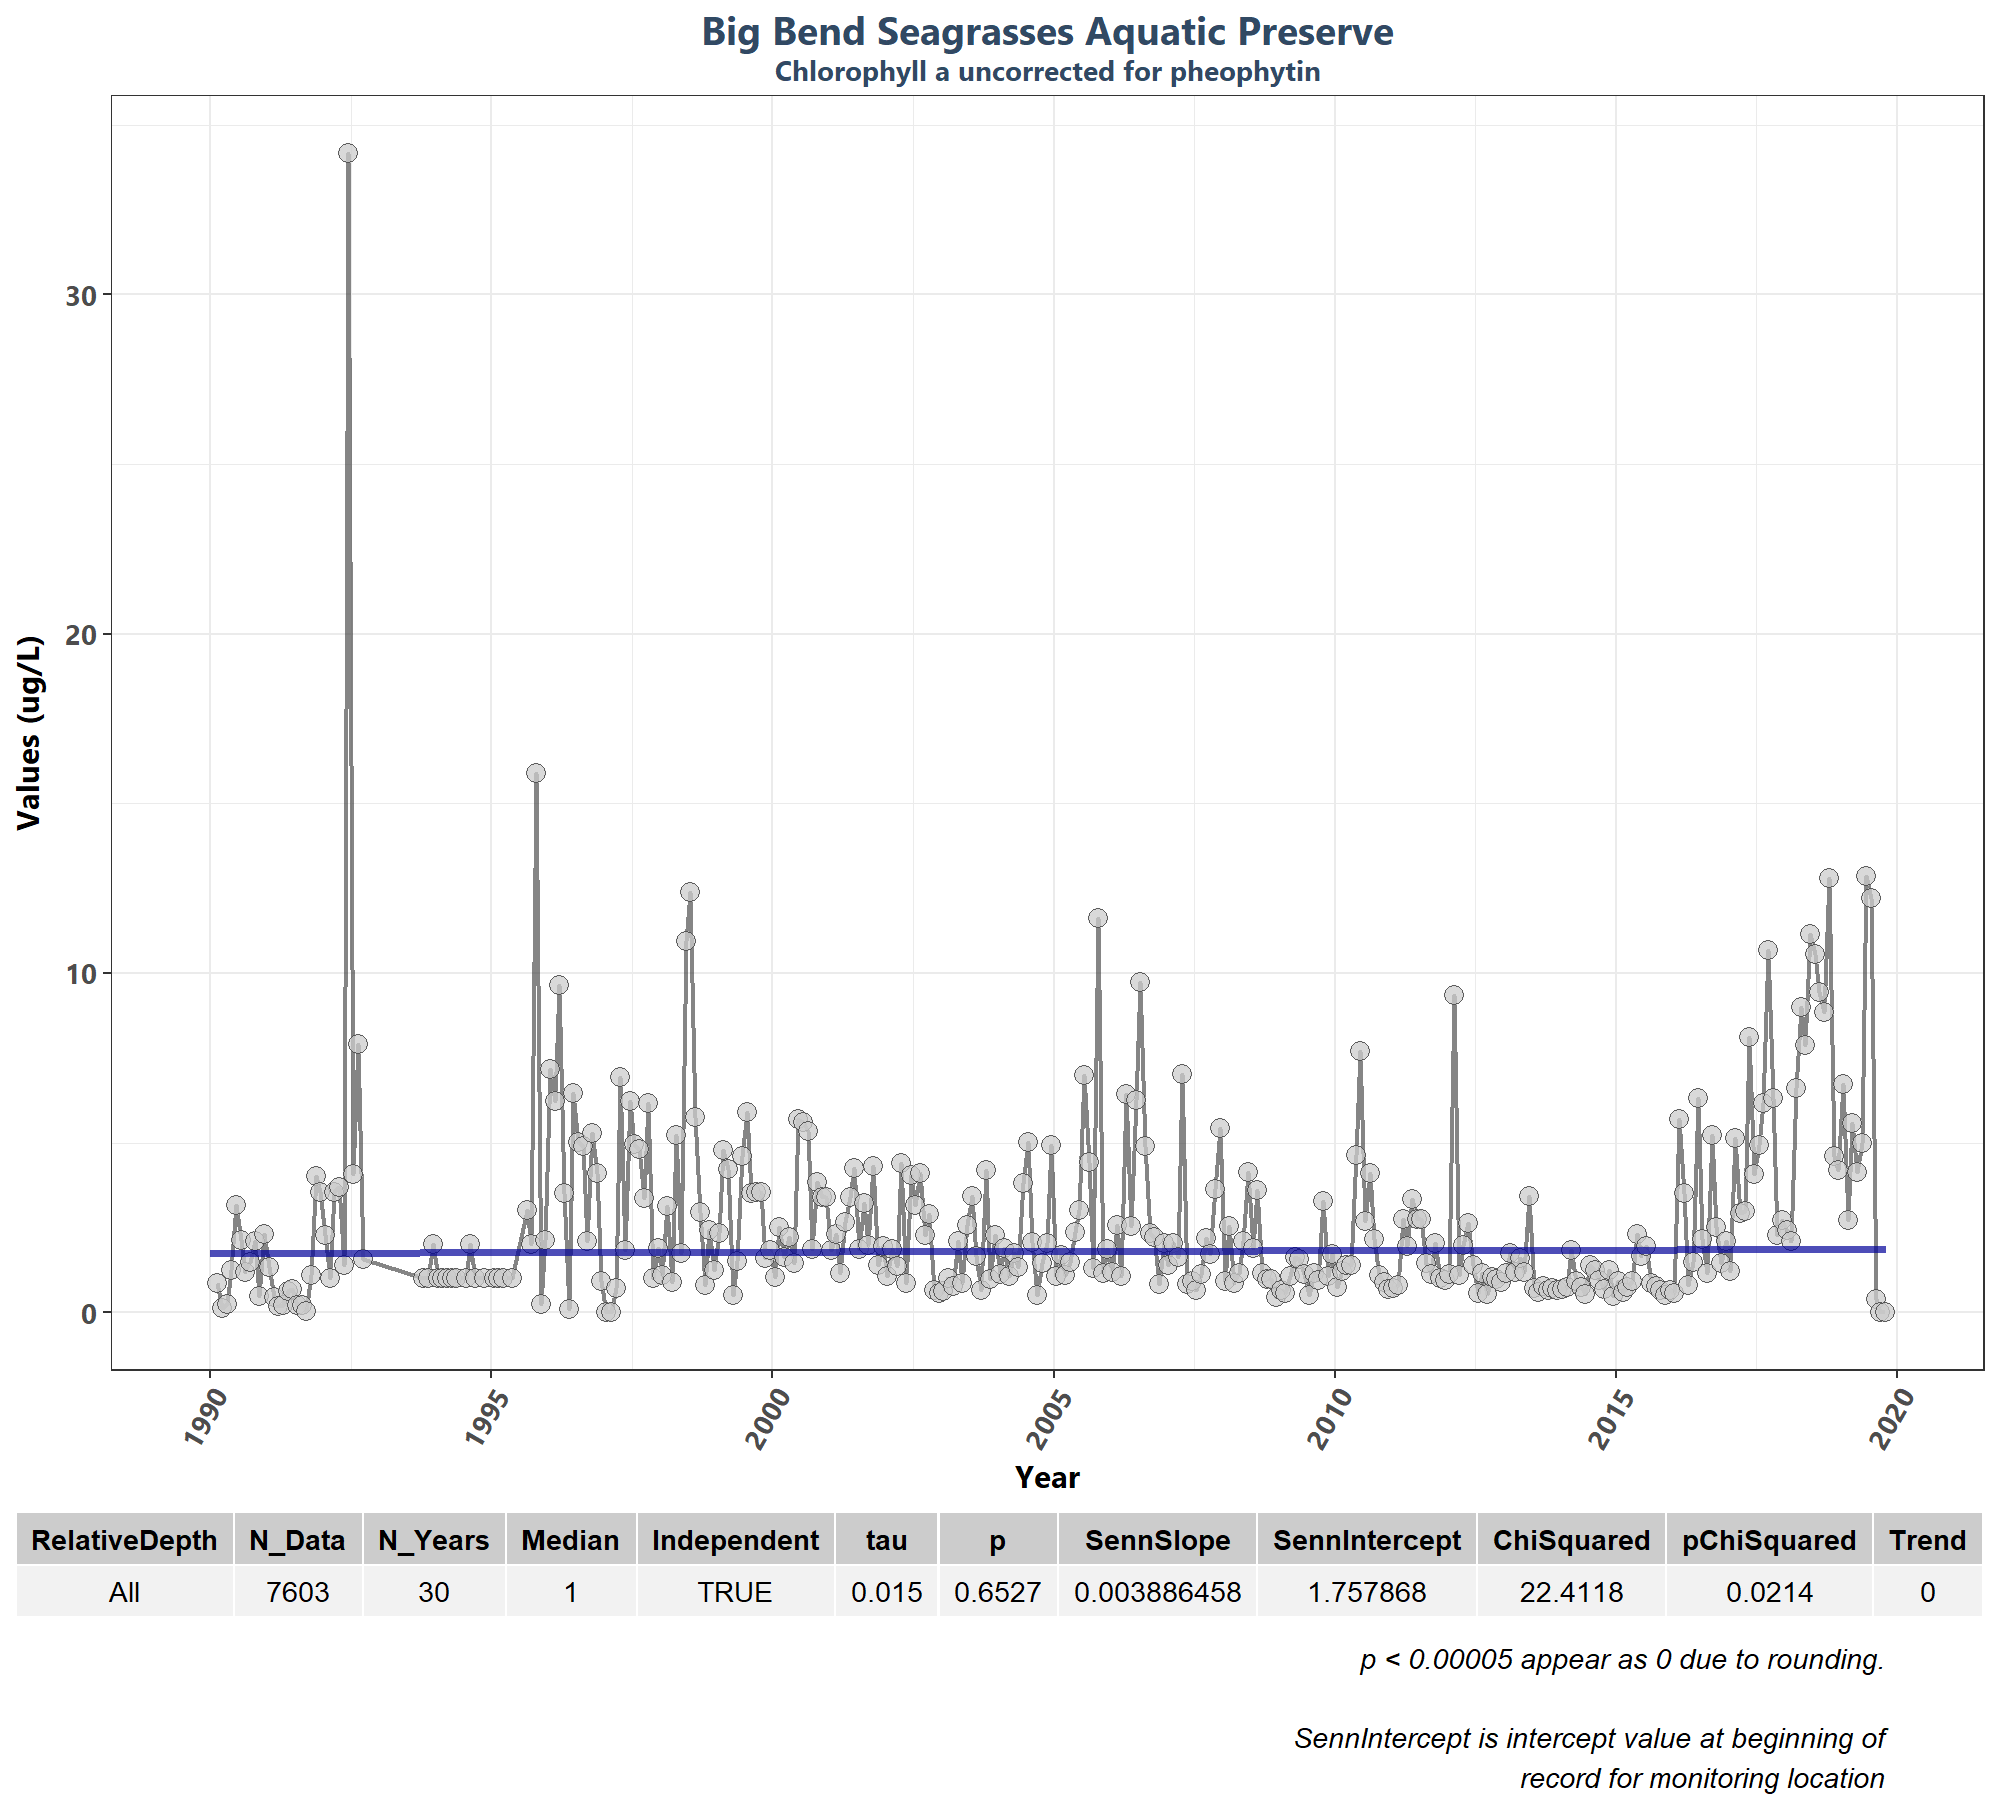 Big Bend Seagrasses Aquatic Preserve
Chlorophyll a uncorrected for pheophytin
Values (ug/L)
30
20
10
0
1990
1995
2000
2005
2010
2015
2020
Year
RelativeDepth N_Data N_Years Median Independent tau p SennSlope SennIntercept ChiSquared pChiSquared Trend
All 7603 30 1 TRUE 0.015 0.6527 0.003886458 1.757868 22.4118 0.0214 0
p < 0.00005 appear as 0 due to rounding.
SennIntercept is intercept value at beginning of
record for monitoring location